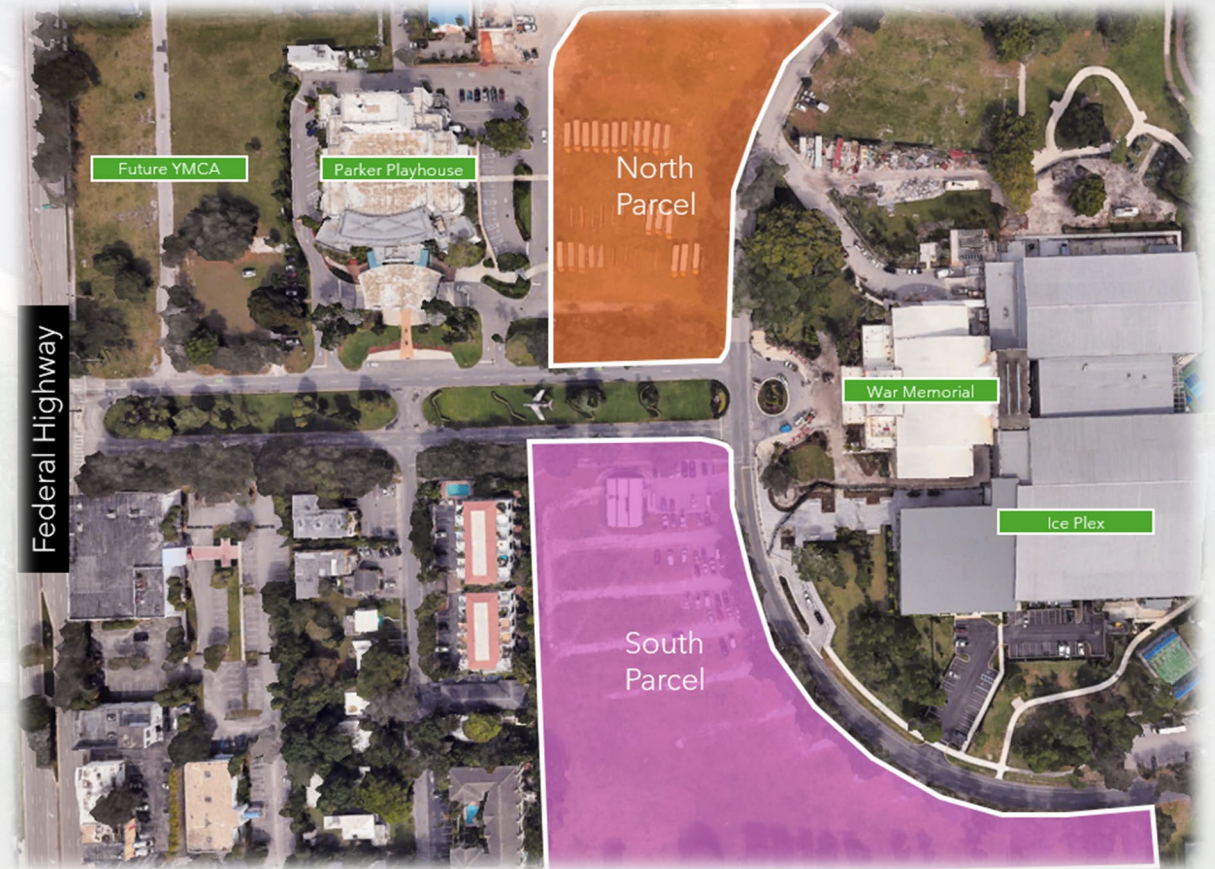 Future YMCA
Parker Playhouse
North
Parcel
Federal Highway
War Memorial
Ice Plex
South
Parcel